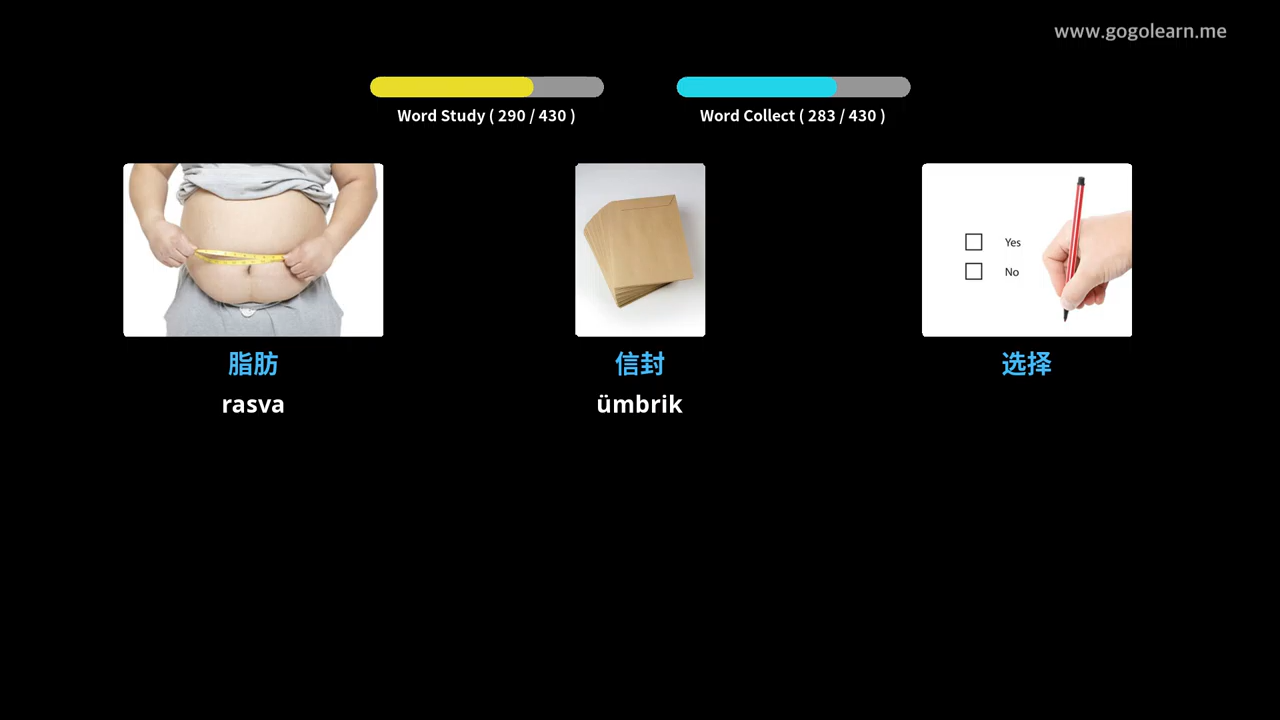 www.gogolearn.me
Word Study ( 290 / 430 )
Word Collect ( 283 / 430 )
Yes
No
脂肪
信封
选择
rasva
ümbrik